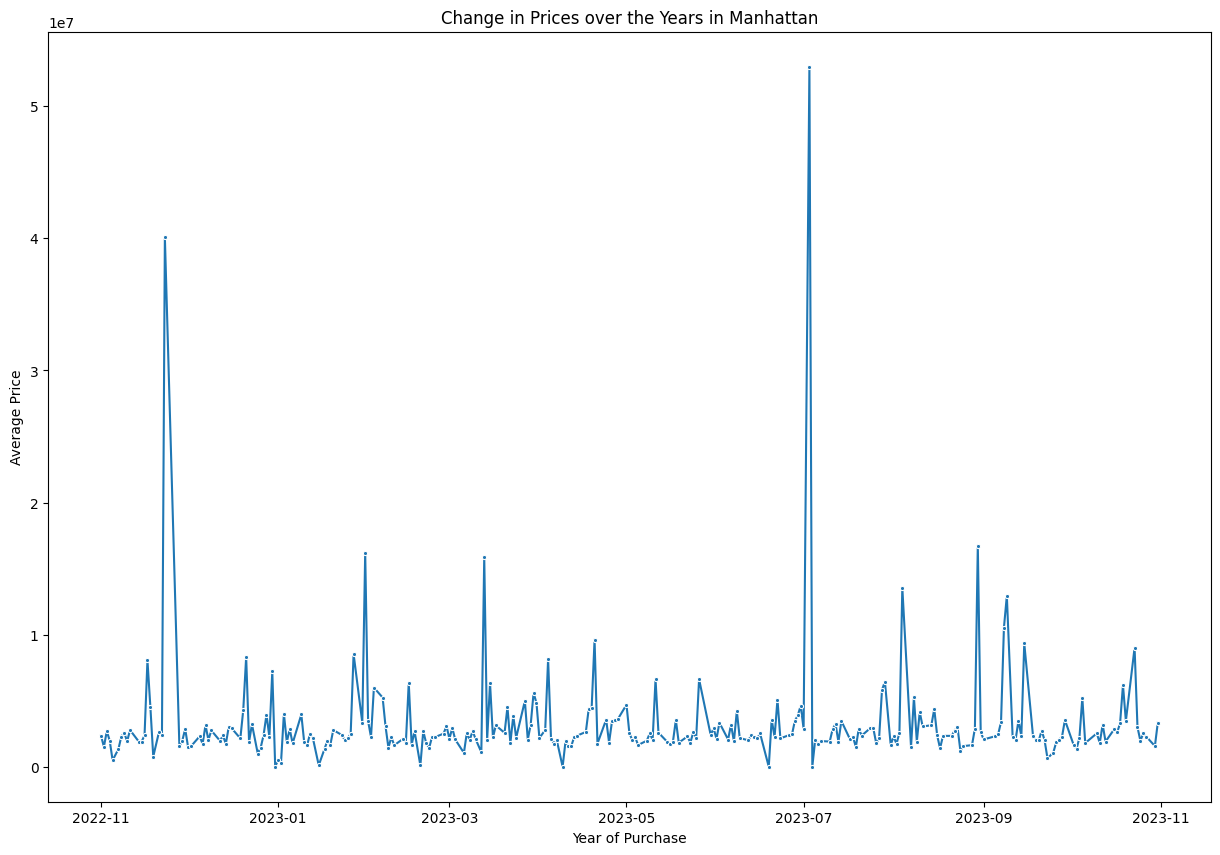 Change in Prices over the Years in Manhattan
1e7
5
4
3
2
1
0
Average Price
2022-11 2023-01 2023-03 2023-05 2023-07 2023-09 2023-11
Year of Purchase